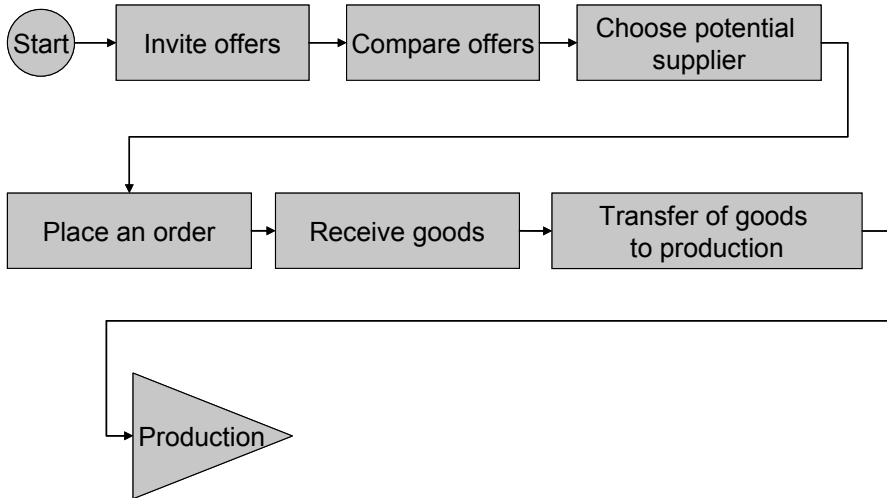 Start
Invite offers
Compare offers
Choose potential
supplier
Place an order
Receive goods
Transfer of goods
to production
Production